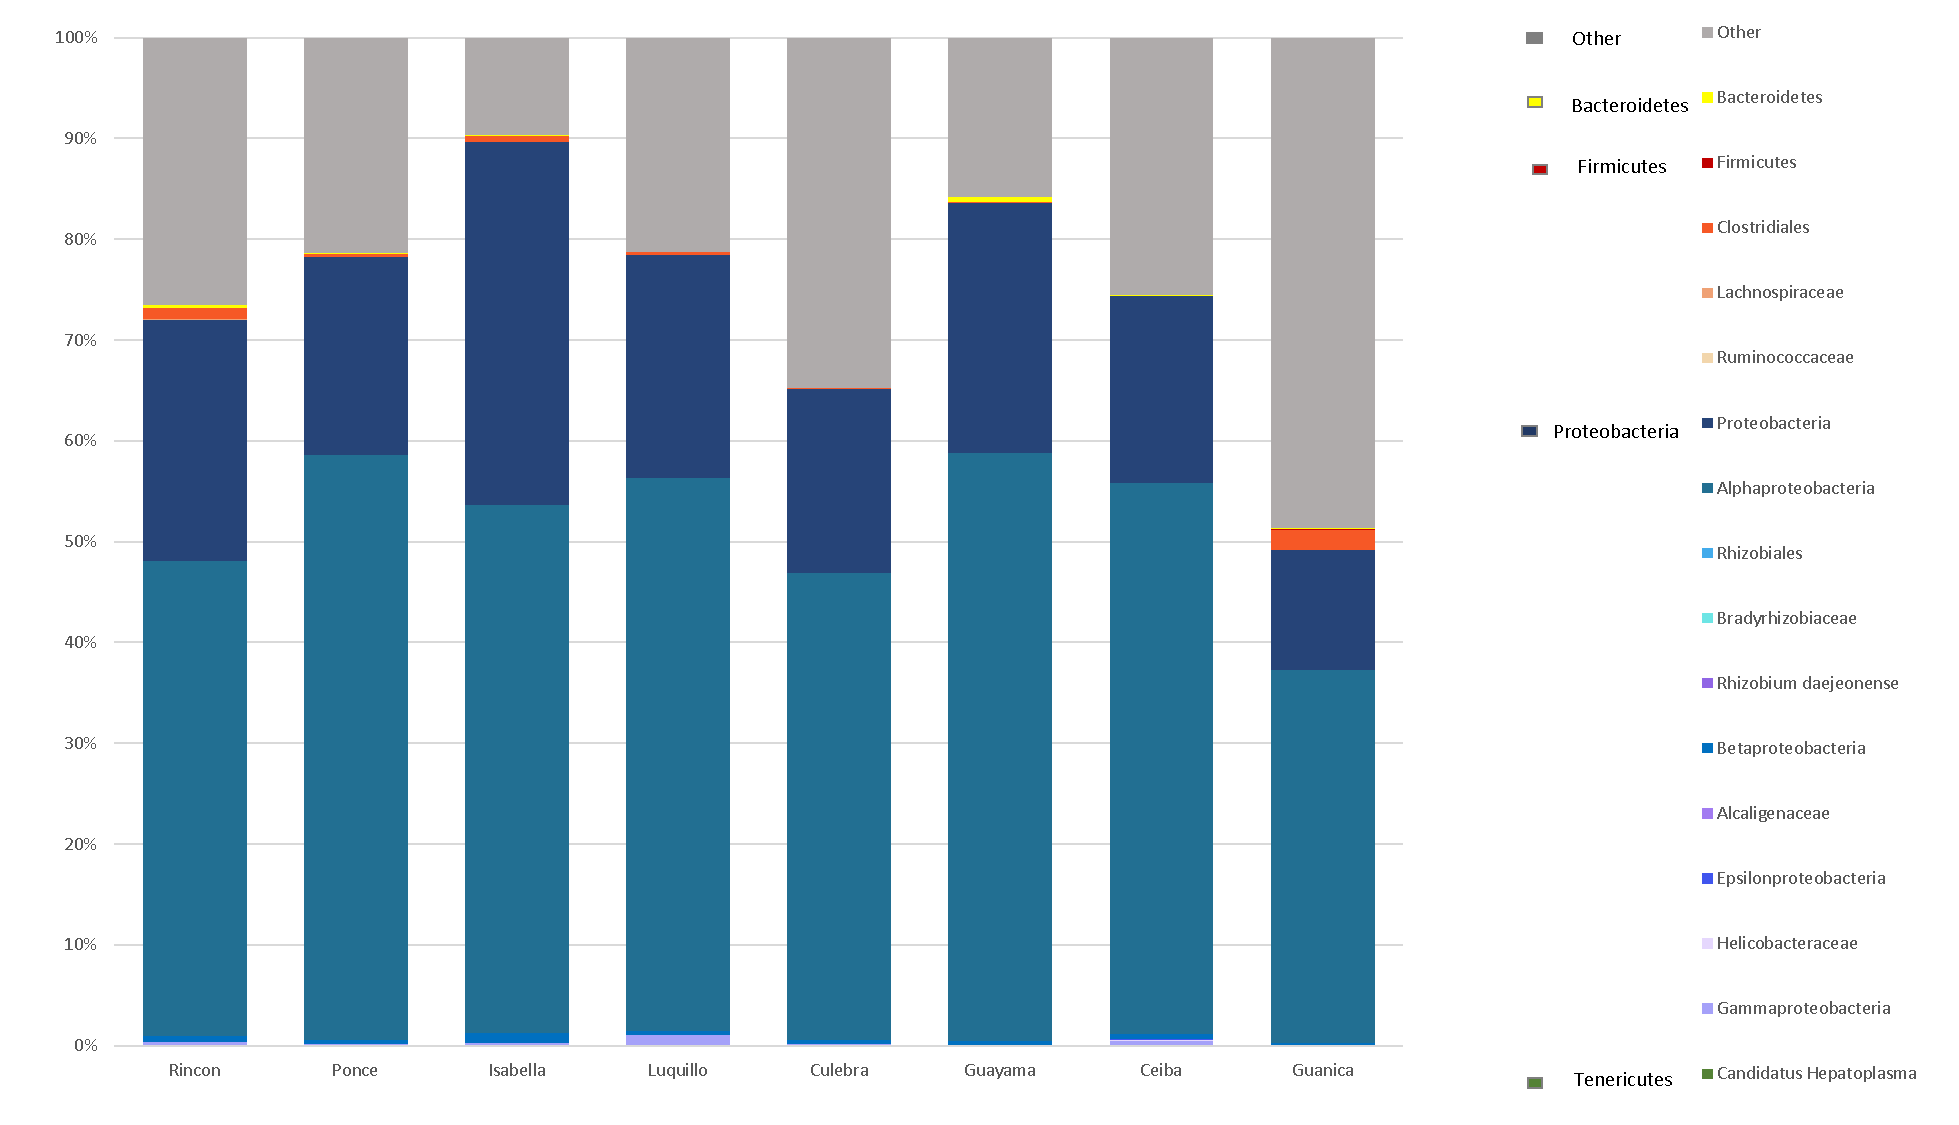 100%
90%
80%
70%
60%
50%
40%
30%
20%
10%
0%
Rincon
Ponce
Isabella
Luquillo
Culebra
Guayama
Ceiba
Guanica
Other
Bacteroidetes
Firmicutes
Proteobacteria
Tenericutes
Other
Bacteroidetes
Firmicutes
Clostridiales
Lachnospiraceae
Ruminococcaceae
Proteobacteria
Alphaproteobacteria
Rhizobiales
Bradyrhizobiaceae
Rhizobium daejeonense
Betaproteobacteria
Alcaligenaceae
Epsilonproteobacteria
Helicobacteraceae
Gammaproteobacteria
Candidatus Hepatoplasma